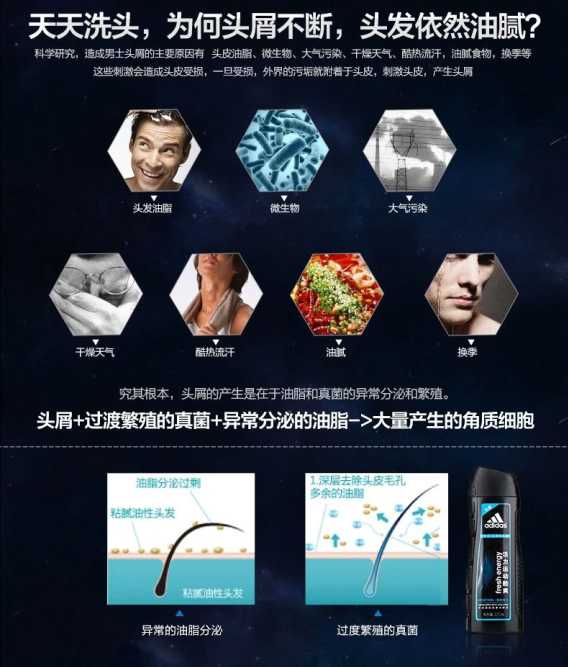 天天洗头，为何头屑不断，头发依然油腻?
科学研究，造成男士头屑的主要原因有 头皮油脂、微生物、大气污染、干燥天气、酷热流汗，油腻食物，换季等
这些刺激会造成头皮受损，一旦受损，外界的污垢就附着于头皮，刺激头皮，产生头屑
头发油脂
微生物
大气污染
干燥天气
酷热流汗
油腻
换季
究其根本，头屑的产生是在于油脂和真菌的异常分泌和繁殖。
头屑+过渡繁殖的真菌+异常分泌的油脂->大量产生的角质细胞
油脂分泌过剩
粘腻油性头发
粘腻油性头发
1.深层去除头皮毛孔
多余的油脂
adidas
fresh energy
异常的油脂分泌
过度繁殖的真菌